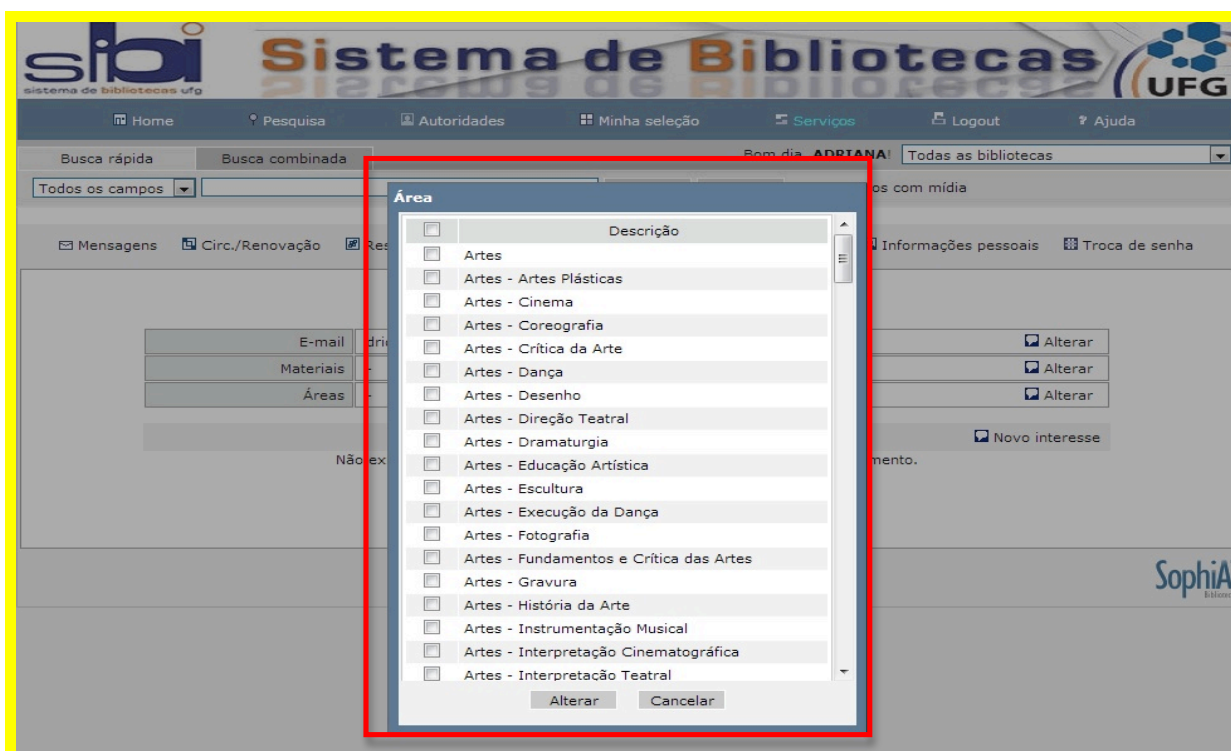 sibi
sistema de bibliotecas ufg
Sistema de Bibliotecas
UFG
Home Pesquisa Autoridades Minha seleção Serviços Logout Ajuda
Busca rápida Busca combinada
Bom dia, ADRIANA! Todas as bibliotecas
Todos os campos
com mídia
Mensagens Circ./Renovação
Informações pessoais Troca de senha
E-mail
Alterar
Materiais - Alterar
Áreas - Alterar
Novo interesse
Não
Área
Descrição
Artes
Artes - Artes Plásticas
Artes - Cinema
Artes - Coreografia
Artes - Crítica da Arte
Artes - Dança
Artes - Desenho
Artes - Direção Teatral
Artes - Dramaturgia
Artes - Educação Artística
Artes - Escultura
Artes - Execução da Dança
Artes - Fotografia
Artes - Fundamentos e Crítica das Artes
Artes - Gravura
Artes - História da Arte
Artes - Instrumentação Musical
Artes - Interpretação Cinematográfica
Artes - Interpretação Teatral
Alterar Cancelar
SophiA